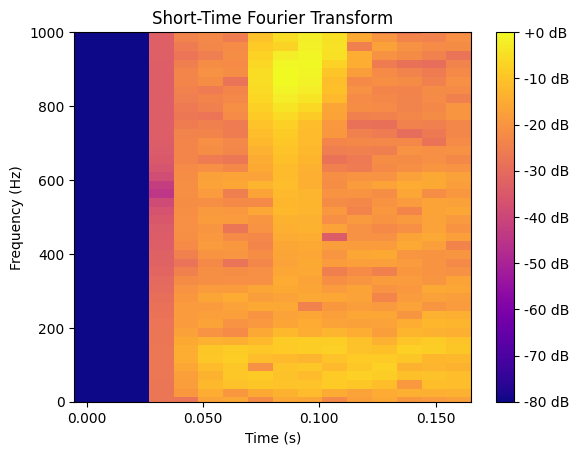 Short-Time Fourier Transform
1000
800
600
400
200
0
Frequency (Hz)
0.000
0.050
0.100
0.150
Time (s)
+0 dB
-10 dB
-20 dB
-30 dB
-40 dB
-50 dB
-60 dB
-70 dB
-80 dB